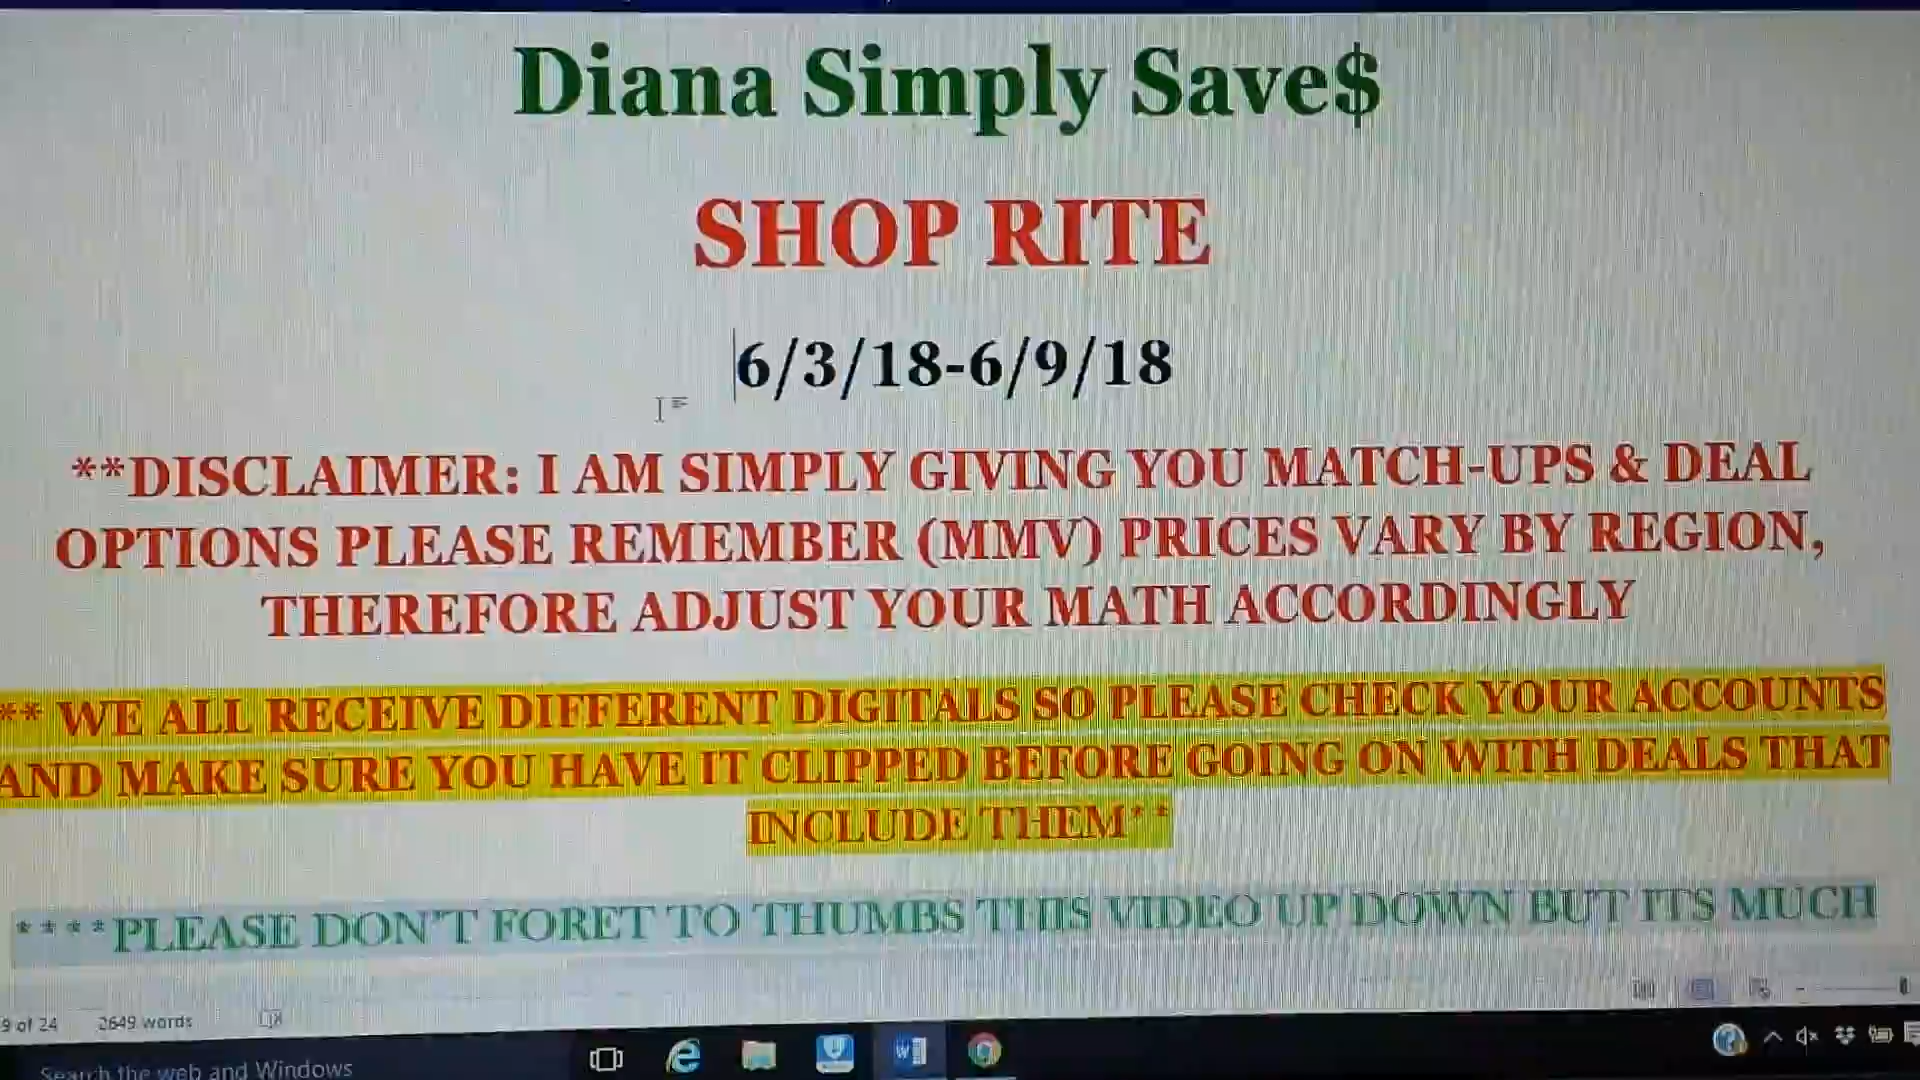 Diana Simply Save$
SHOP RITE
6/3/18-6/9/18
**DISCLAIMER: I AM SIMPLY GIVING YOU MATCH-UPS & DEAL
OPTIONS PLEASE REMEMBER (MMV) PRICES VARY BY REGION,
THEREFORE ADJUST YOUR MATH ACCORDINGLY
** WE ALL RECEIVE DIFFERENT DIGITALS SO PLEASE CHECK YOUR ACCOUNTS
AND MAKE SURE YOU HAVE IT CLIPPED BEFORE GOING ON WITH DEALS THAT
INCLUDE THEM**
****PLEASE DON'T FORET TO THUMBS THIS VIDEO UP DOWN BUT ITS MUCH
9 of 24 2649 words
Search the web and Windows